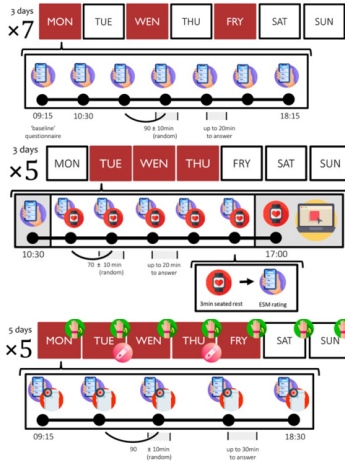 3 days
×7
MON TUE WEN THU FRY SAT SUN
09:15 10:30 18:15
'baseline'
questionnaire
90 ± 10min
(random)
up to 20min
to answer
3 days
×5
MON TUE WEN THU FRY SAT SUN
10:30 17:00
70 ± 10 min
(random)
up to 20 min
to answer
3min seated rest ESM rating
5 days
×5
MON TUE WEN THU FRY SAT SUN
09:15 18:30
90 ± 10min
(random)
up to 30min
to answer